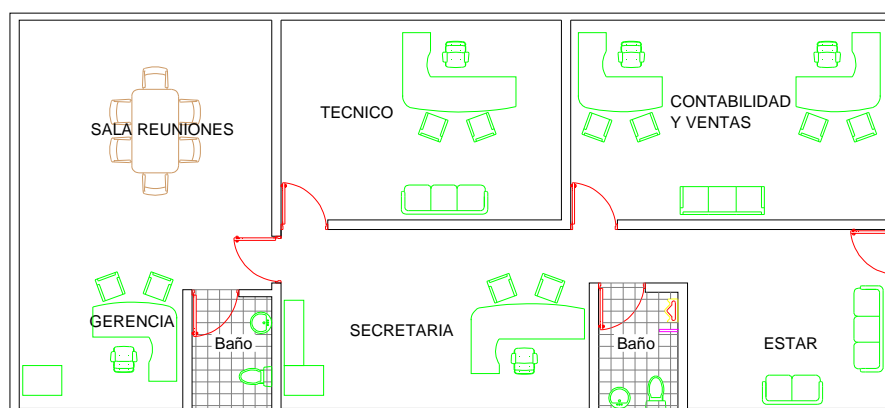 SALA REUNIONES
TECNICO
CONTABILIDAD
Y VENTAS
GERENCIA
Baño
SECRETARIA
Baño
ESTAR